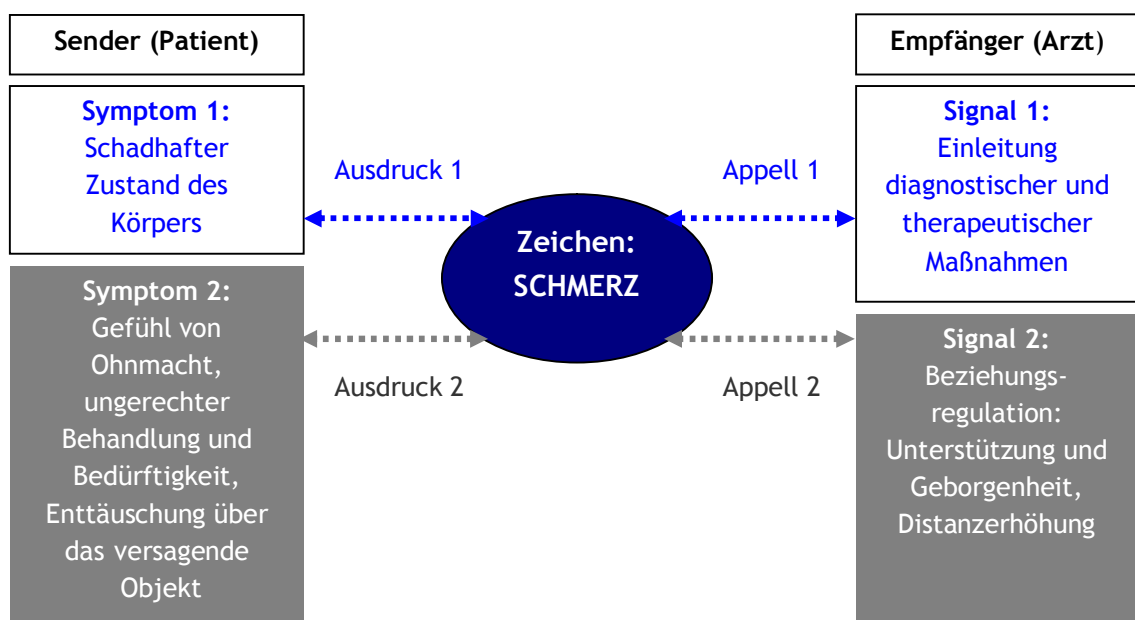 Sender (Patient)
Empfänger (Arzt)
Symptom 1:
Schadhafter
Zustand des
Körpers
Ausdruck 1
Zeichen:
SCHMERZ
Appell 1
Signal 1:
Einleitung
diagnostischer und
therapeutischer
Maßnahmen
Symptom 2:
Gefühl von
Ohnmacht,
ungerechter
Behandlung und
Bedürftigkeit,
Enttäuschung über
das versagende
Objekt
Ausdruck 2
Appell 2
Signal 2:
Beziehungs-
regulation:
Unterstützung und
Geborgenheit,
Distanzerhöhung